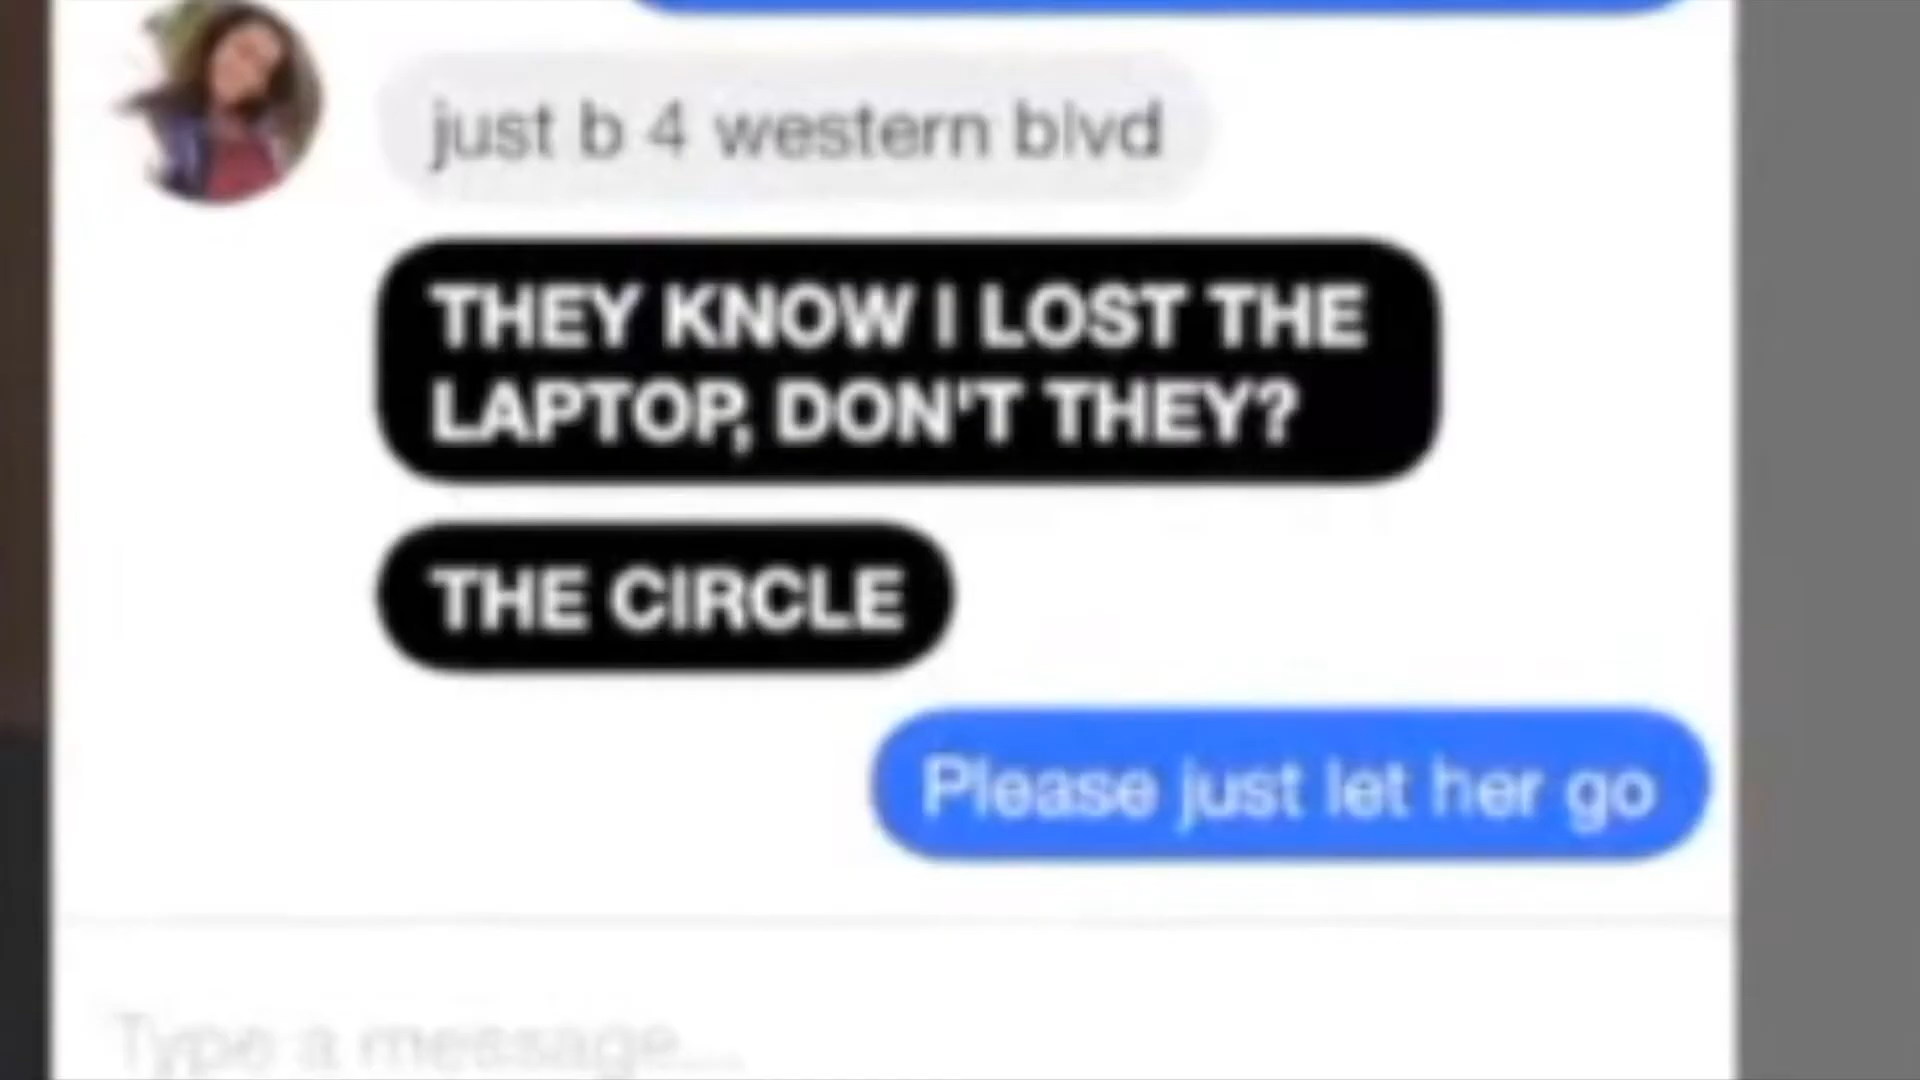 just b 4 western blvd
THEY KNOW I LOST THE
LAPTOP, DON'T THEY?
THE CIRCLE
Please just let her go
Type a message...